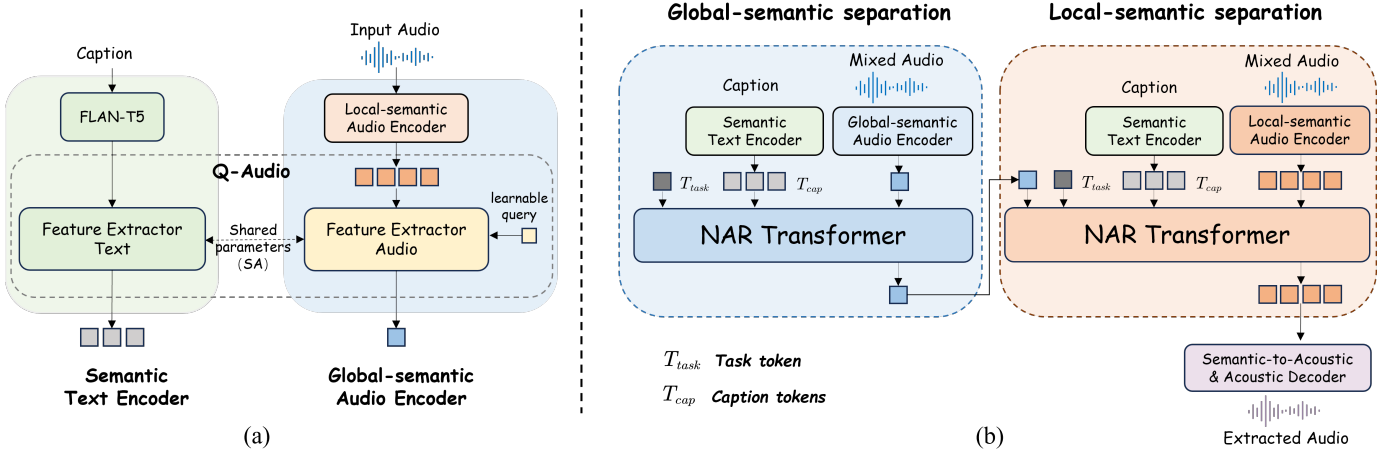 Caption
FLAN-T5
Input Audio
Local-semantic
Audio Encoder
Q-Audio
learnable
query
Feature Extractor
Text
Shared
parameters
(SA)
Feature Extractor
Audio
Semantic
Text Encoder
Global-semantic
Audio Encoder
(a)
Global-semantic separation
Caption
Mixed Audio
Semantic
Text Encoder
Global-semantic
Audio Encoder
T_task
T_cap
NAR Transformer
T_task Task token
T_cap Caption tokens
Local-semantic separation
Caption
Mixed Audio
Semantic
Text Encoder
Local-semantic
Audio Encoder
T_task
T_cap
NAR Transformer
Semantic-to-Acoustic
& Acoustic Decoder
Extracted Audio
(b)